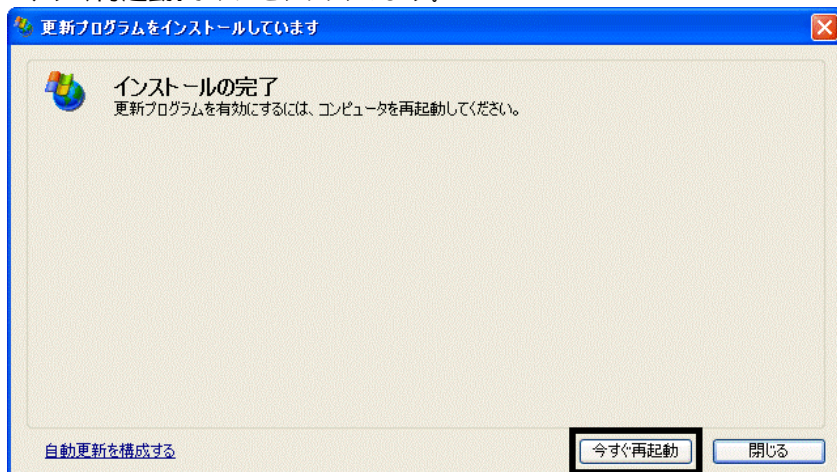 更新プログラムをインストールしています
インストールの完了
更新プログラムを有効にするには、コンピュータを再起動してください。
自動更新を構成する
今すぐ再起動
閉じる